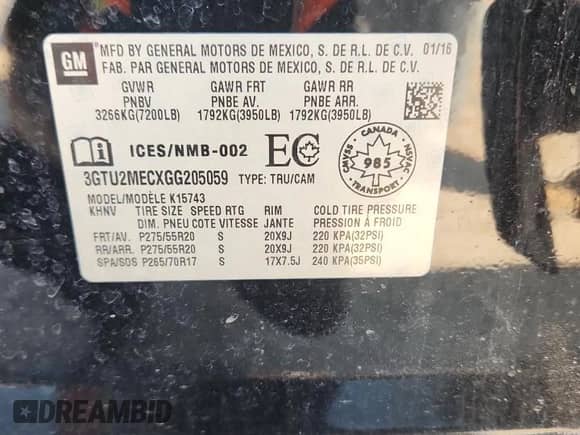 GM
MFD BY GENERAL MOTORS DE MEXICO, S. DE R.L. DE C.V. 01/16
FAB. PAR GENERAL MOTORS DE MEXICO, S. DE R.L. DE C.V.
GVWR GAWR FRT GAWR RR
PNBV PNBE AV. PNBE ARR.
3266KG(7200LB) 1792KG(3950LB) 1792KG(3950LB)
ICES/NMB-002 EC
CANADA
CMVSS 985 NSVAC
TRANSPORT
3GTU2MECXGG205059 TYPE: TRU/CAM
MODEL/MODÈLE K15743
KHNV TIRE SIZE SPEED RTG RIM COLD TIRE PRESSURE
DIM. PNEU COTE VITESSE JANTE PRESSION À FROID
FRT/AV. P275/55R20 S 20X9J 220 KPA(32PSI)
RR/ARR. P275/55R20 S 20X9J 220 KPA(32PSI)
SPA/SOS P265/70R17 S 17X7.5J 240 KPA(35PSI)
DREAMBID